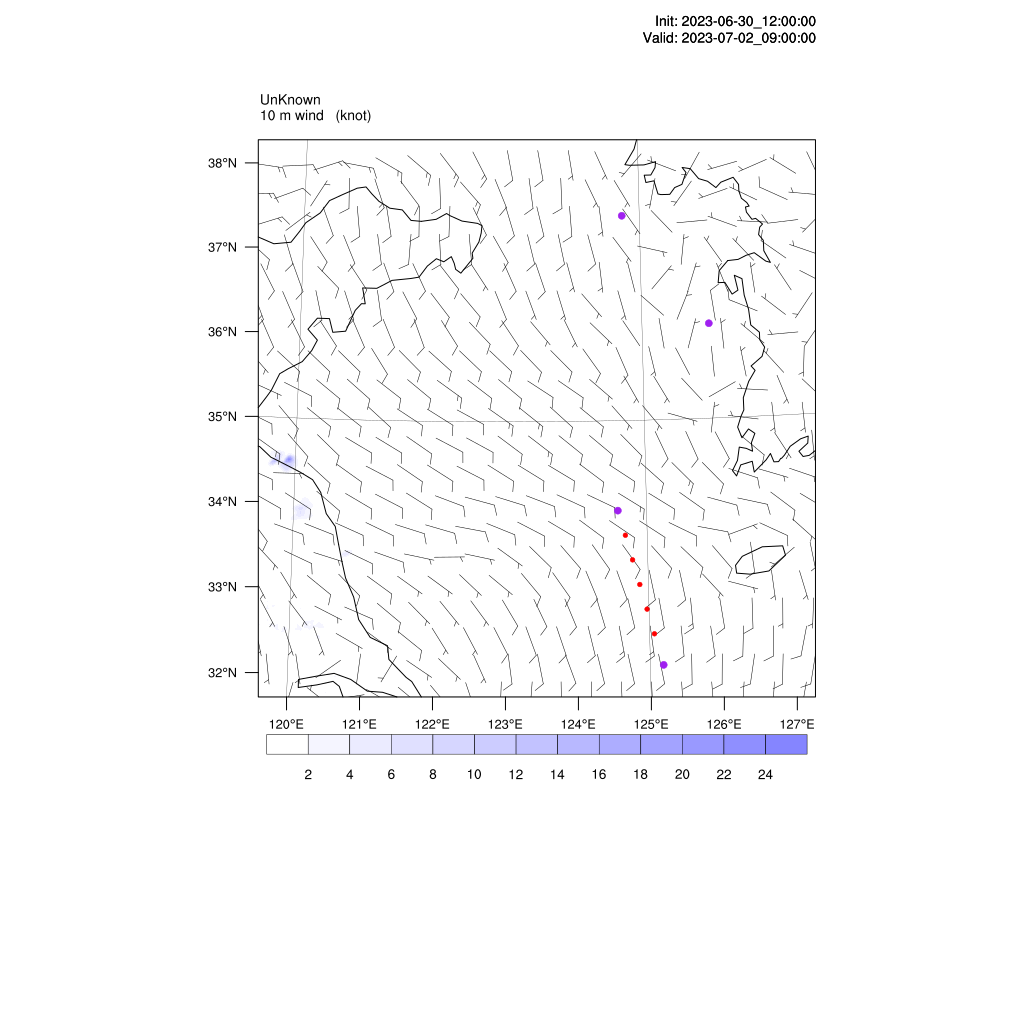 Init: 2023-06-30_12:00:00
Valid: 2023-07-02_09:00:00
UnKnown
10 m wind (knot)
38°N
37°N
36°N
35°N
34°N
33°N
32°N
120°E 121°E 122°E 123°E 124°E 125°E 126°E 127°E
2 4 6 8 10 12 14 16 18 20 22 24